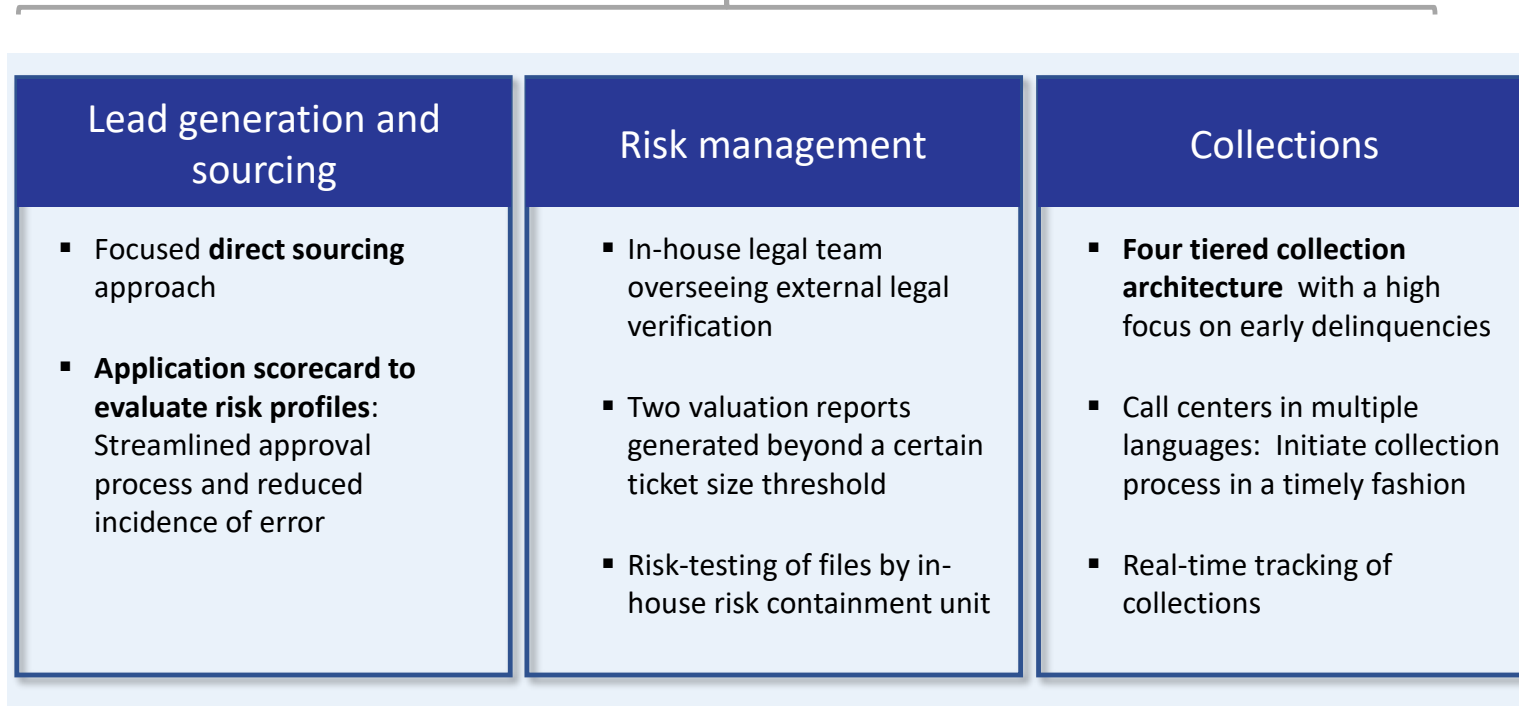 Lead generation and
sourcing
▪ Focused direct sourcing
approach
▪ Application scorecard to
evaluate risk profiles:
Streamlined approval
process and reduced
incidence of error
Risk management
▪ In-house legal team
overseeing external legal
verification
▪ Two valuation reports
generated beyond a certain
ticket size threshold
▪ Risk-testing of files by in-
house risk containment unit
Collections
▪ Four tiered collection
architecture with a high
focus on early delinquencies
▪ Call centers in multiple
languages: Initiate collection
process in a timely fashion
▪ Real-time tracking of
collections